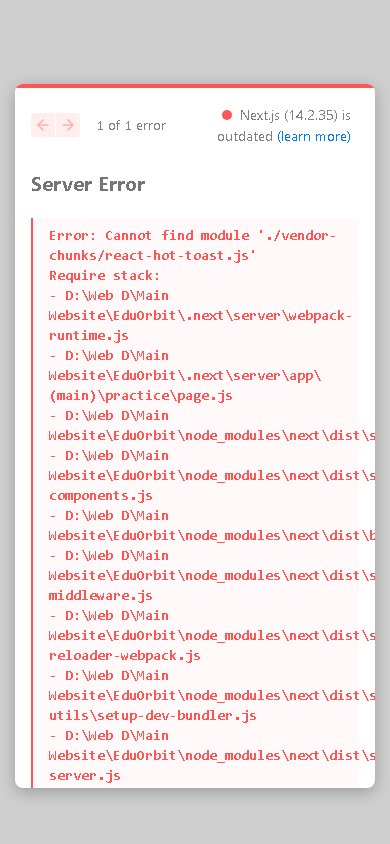 1 of 1 error
Next.js (14.2.35) is
outdated (learn more)
Server Error
Error: Cannot find module './vendor-
chunks/react-hot-toast.js'
Require stack:
- D:\Web D\Main
Website\EduOrbit\.next\server\webpack-
runtime.js
- D:\Web D\Main
Website\EduOrbit\.next\server\app\
(main)\practice\page.js
- D:\Web D\Main
Website\EduOrbit\node_modules\next\dist\s
- D:\Web D\Main
Website\EduOrbit\node_modules\next\dist\s
components.js
- D:\Web D\Main
Website\EduOrbit\node_modules\next\dist\b
- D:\Web D\Main
Website\EduOrbit\node_modules\next\dist\s
middleware.js
- D:\Web D\Main
Website\EduOrbit\node_modules\next\dist\s
reloader-webpack.js
- D:\Web D\Main
Website\EduOrbit\node_modules\next\dist\s
utils\setup-dev-bundler.js
- D:\Web D\Main
Website\EduOrbit\node_modules\next\dist\s
server.js